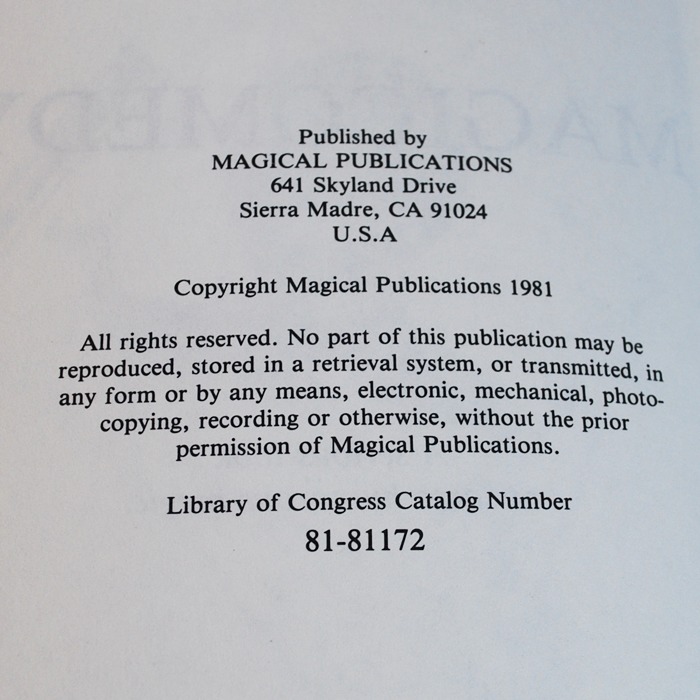 Published by
MAGICAL PUBLICATIONS
641 Skyland Drive
Sierra Madre, CA 91024
U.S.A
Copyright Magical Publications 1981
All rights reserved. No part of this publication may be
reproduced, stored in a retrieval system, or transmitted, in
any form or by any means, electronic, mechanical, photo-
copying, recording or otherwise, without the prior
permission of Magical Publications.
Library of Congress Catalog Number
81-81172